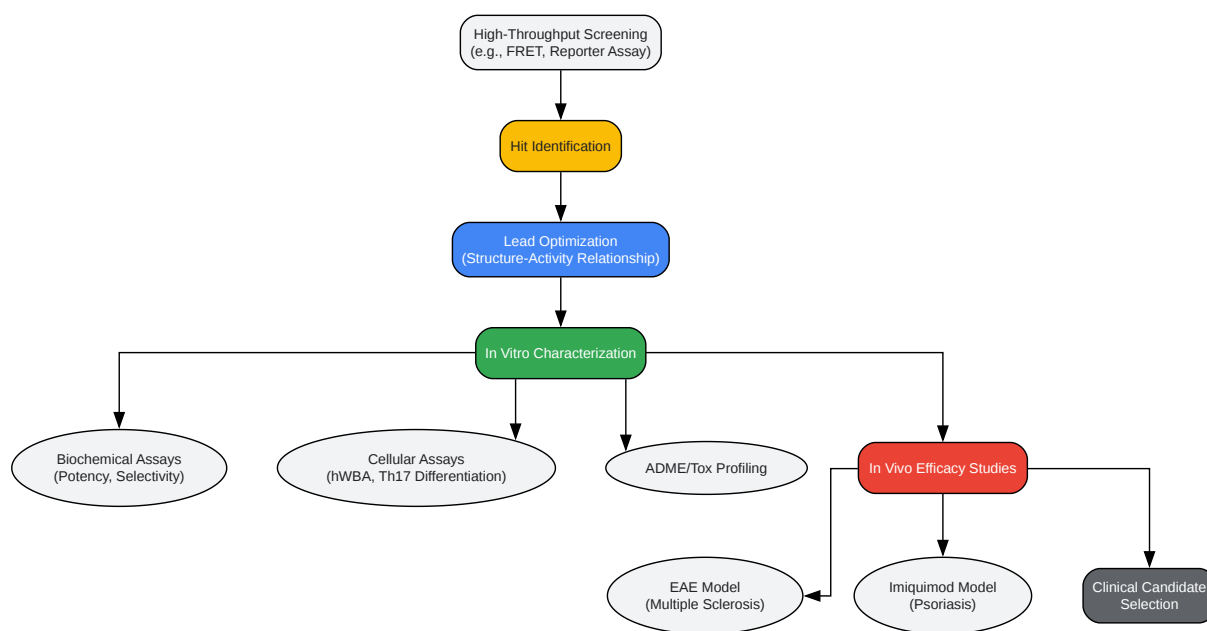 High-Throughput Screening
(e.g., FRET, Reporter Assay)
Hit Identification
Lead Optimization
(Structure-Activity Relationship)
In Vitro Characterization
Biochemical Assays
(Potency, Selectivity)
Cellular Assays
(hWBA, Th17 Differentiation)
ADME/Tox Profiling
In Vivo Efficacy Studies
EAE Model
(Multiple Sclerosis)
Imiquimod Model
(Psoriasis)
Clinical Candidate
Selection